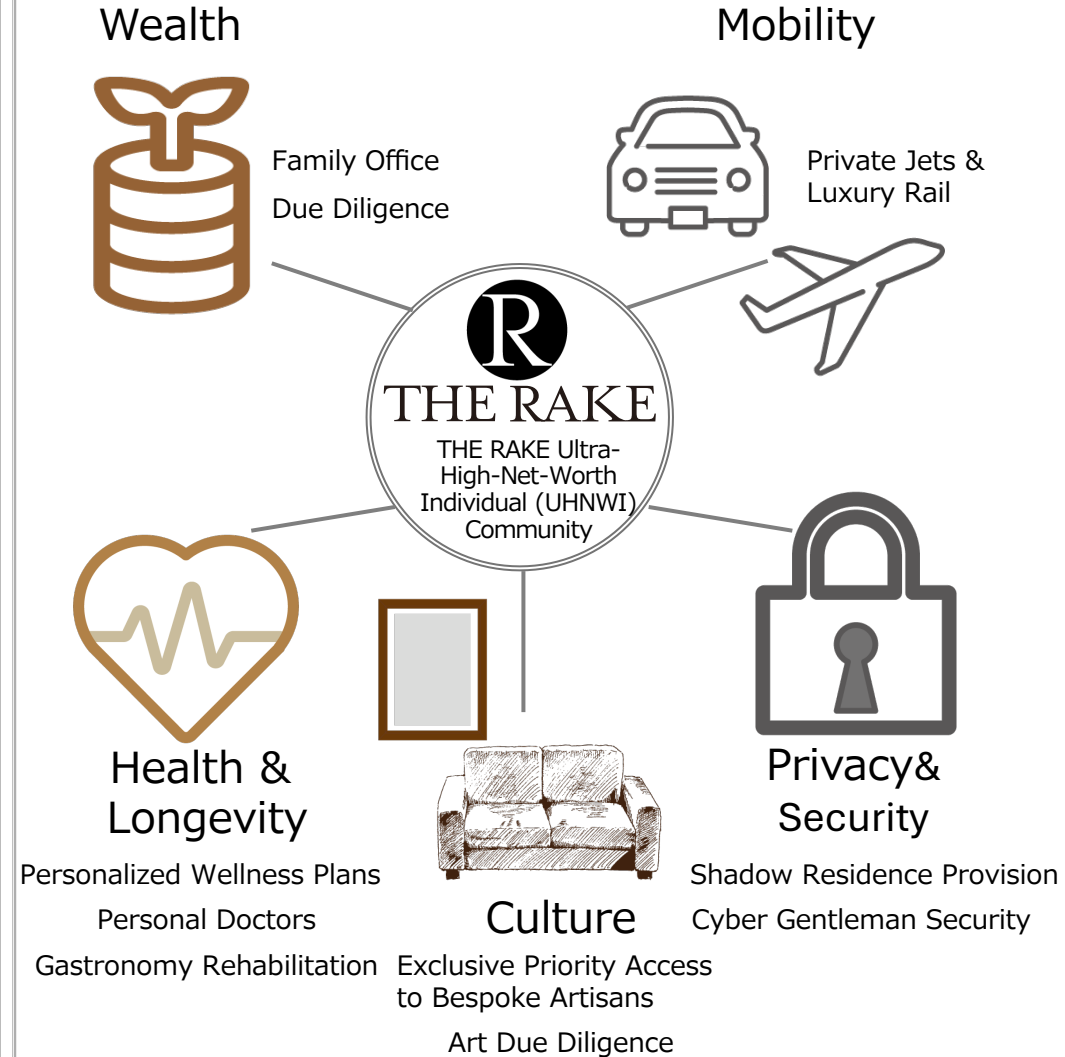 Wealth
Mobility
Family Office
Due Diligence
Private Jets &
Luxury Rail
R
THE RAKE
THE RAKE Ultra-
High-Net-Worth
Individual (UHNWI)
Community
Health &
Longevity
Personalized Wellness Plans
Personal Doctors
Gastronomy Rehabilitation
Culture
Exclusive Priority Access
to Bespoke Artisans
Art Due Diligence
Privacy&
Security
Shadow Residence Provision
Cyber Gentleman Security